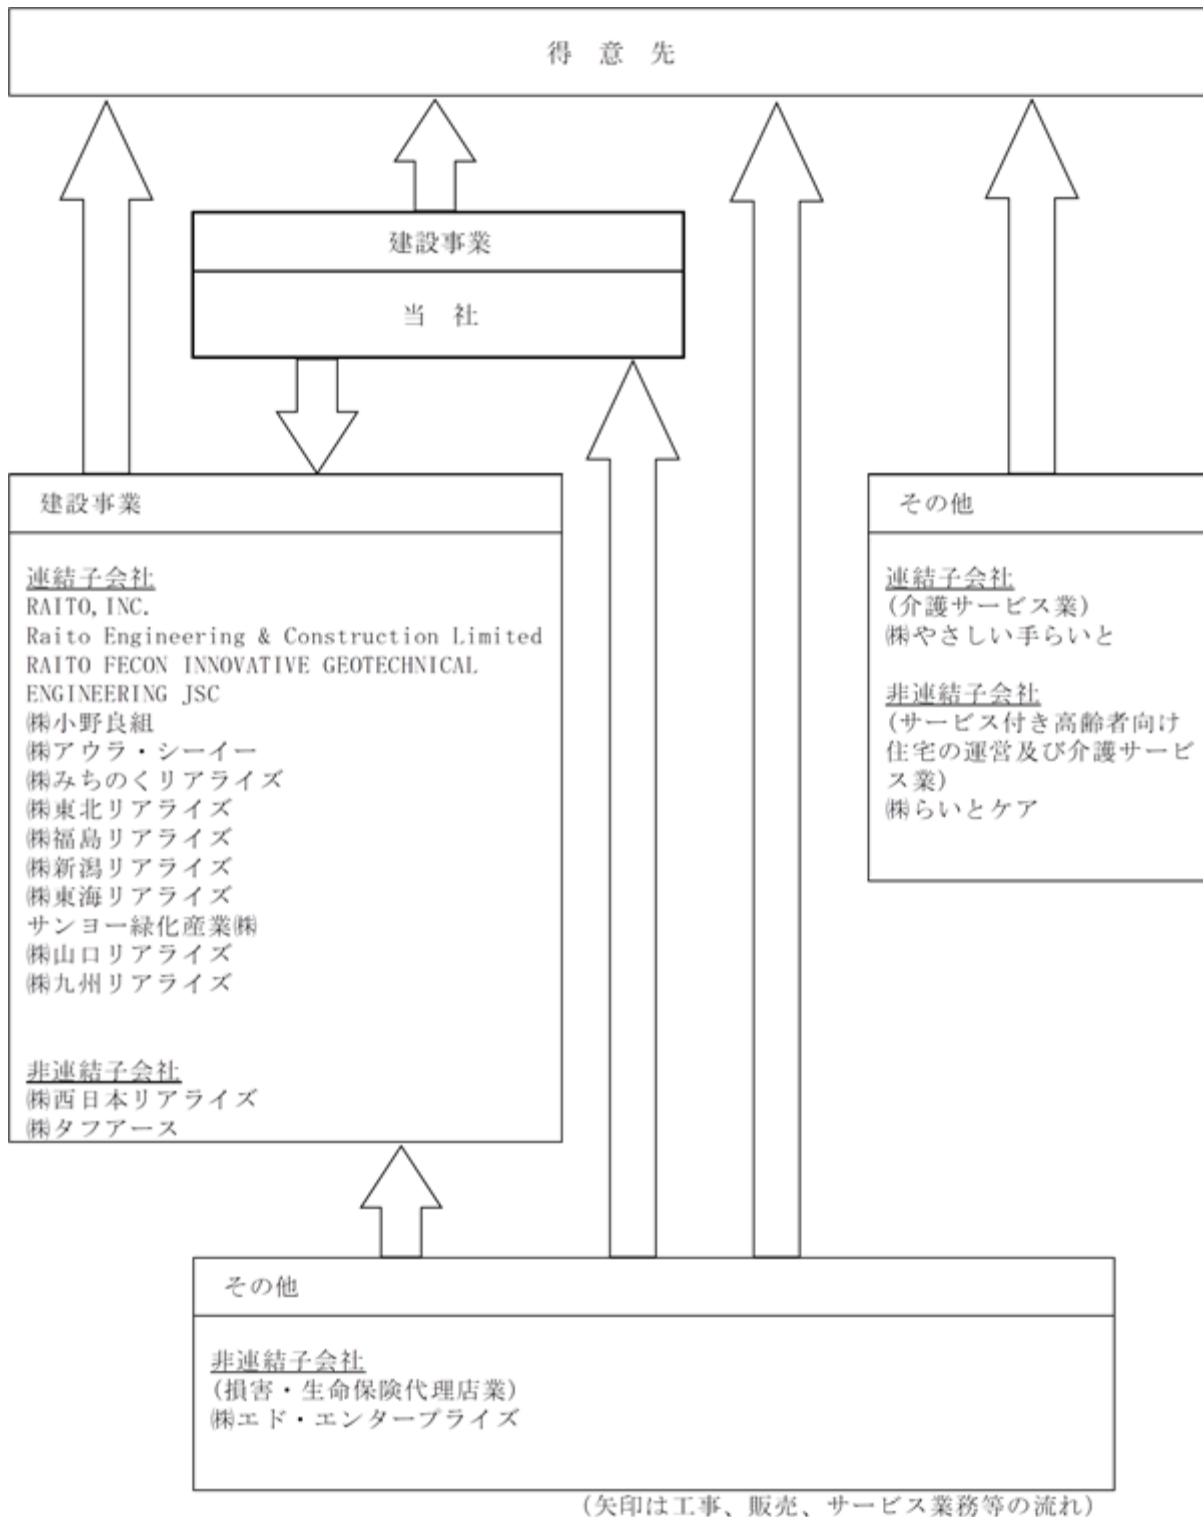 得 意 先
建設事業
当 社
建設事業
連結子会社
RAITO, INC.
Raito Engineering & Construction Limited
RAITO FECON INNOVATIVE GEOTECHNICAL
ENGINEERING JSC
㈱小野良組
㈱アウラ・シーイー
㈱みちのくリアライズ
㈱東北リアライズ
㈱福島リアライズ
㈱新潟リアライズ
㈱東海リアライズ
サンヨー緑化産業㈱
㈱山口リアライズ
㈱九州リアライズ
非連結子会社
㈱西日本リアライズ
㈱タフアース
その他
連結子会社
(介護サービス業)
㈱やさしい手らいと
非連結子会社
(サービス付き高齢者向け
住宅の運営及び介護サービ
ス業)
㈱らいとケア
その他
非連結子会社
(損害・生命保険代理店業)
㈱エド・エンタープライズ
(矢印は工事、販売、サービス業務等の流れ)